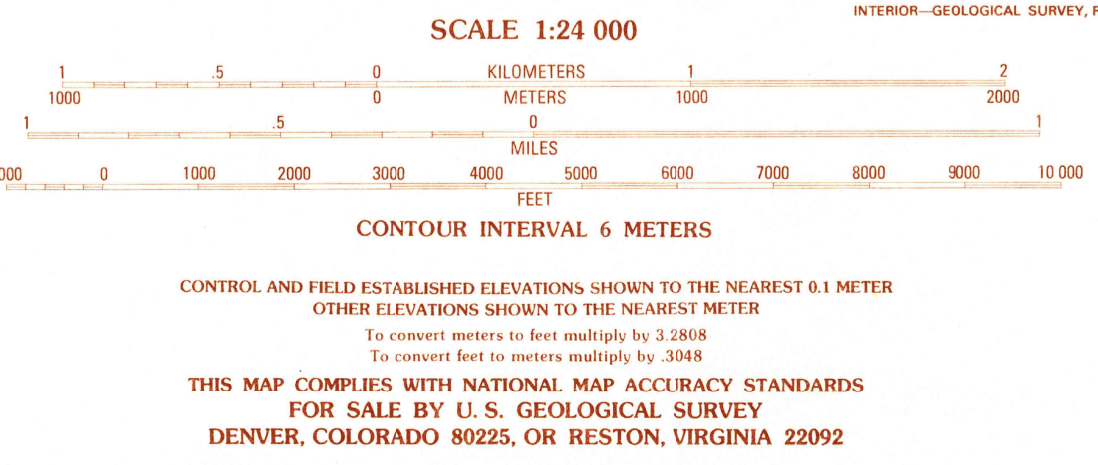 INTERIOR—GEOLOGICAL SURVEY,
SCALE 1:24 000
1 .5 0 KILOMETERS 1 2
1000 0 METERS 1000 2000
1 .5 0 1
MILES
0 1000 2000 3000 4000 5000 6000 7000 8000 9000 10 000
FEET
CONTOUR INTERVAL 6 METERS
CONTROL AND FIELD ESTABLISHED ELEVATIONS SHOWN TO THE NEAREST 0.1 METER
OTHER ELEVATIONS SHOWN TO THE NEAREST METER
To convert meters to feet multiply by 3.2808
To convert feet to meters multiply by .3048
THIS MAP COMPLIES WITH NATIONAL MAP ACCURACY STANDARDS
FOR SALE BY U. S. GEOLOGICAL SURVEY
DENVER, COLORADO 80225, OR RESTON, VIRGINIA 22092